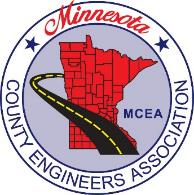 Minnesota
MCEA
COUNTY ENGINEERS ASSOCIATION